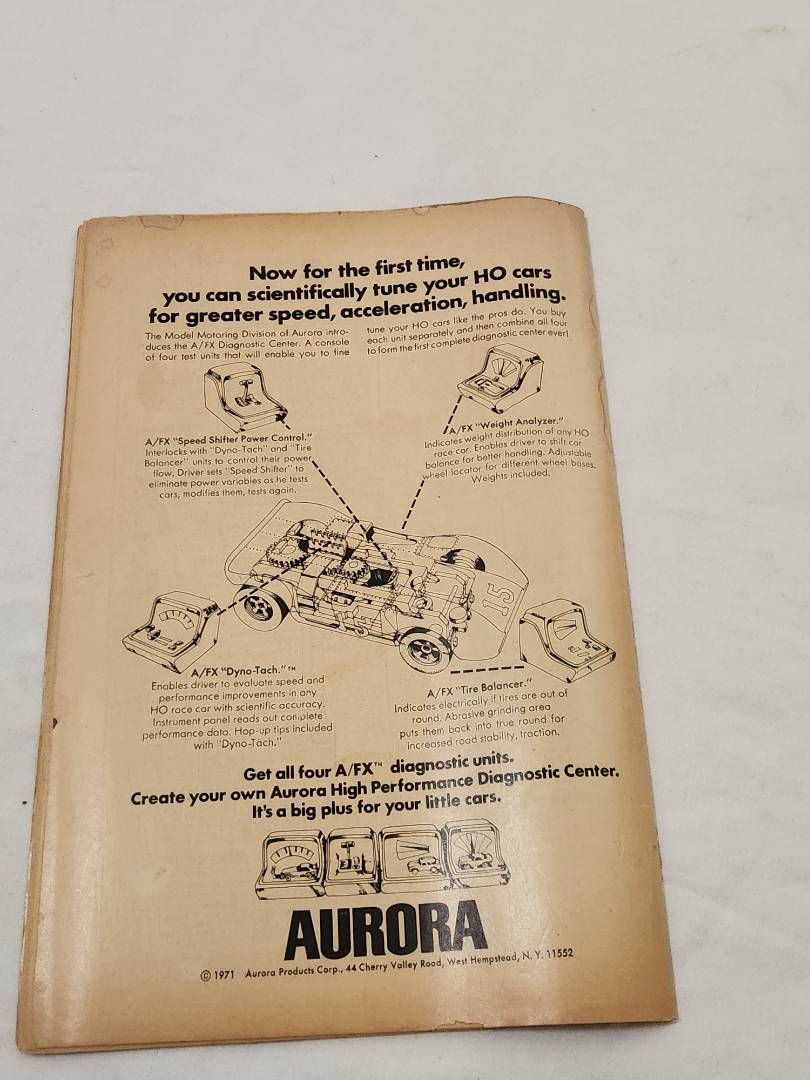 Now for the first time,
you can scientifically tune your HO cars
for greater speed, acceleration, handling.
The Model Motoring Division of Aurora intro-
duces the A/FX Diagnostic Center. A console
of four test units that will enable you to fine
tune your HO cars like the pros do. You buy
each unit separately and then combine all four
to form the first complete diagnostic center ever!
A/FX "Speed Shifter Power Control."
Interlocks with "Dyno-Tach" and "Tire
Balancer" units to control their power
flow. Driver sets "Speed Shifter" to
eliminate power variables as he tests
cars, modifies them, tests again.
A/FX "Weight Analyzer."
Indicates weight distribution of any HO
race car. Enables driver to shift car
balance for better handling. Adjustable
wheel locator for different wheel bases.
Weights included.
15
A/FX "Dyno-Tach."™
Enables driver to evaluate speed and
performance improvements in any
HO race car with scientific accuracy.
Instrument panel reads out complete
performance data. Hop-up tips included
with "Dyno-Tach."
A/FX "Tire Balancer."
Indicates electrically if tires are out of
round. Abrasive grinding area
puts them back into true round for
increased road stability, traction.
Get all four A/FX™ diagnostic units.
Create your own Aurora High Performance Diagnostic Center.
It's a big plus for your little cars.
AURORA
© 1971 Aurora Products Corp., 44 Cherry Valley Road, West Hempstead, N.Y. 11552